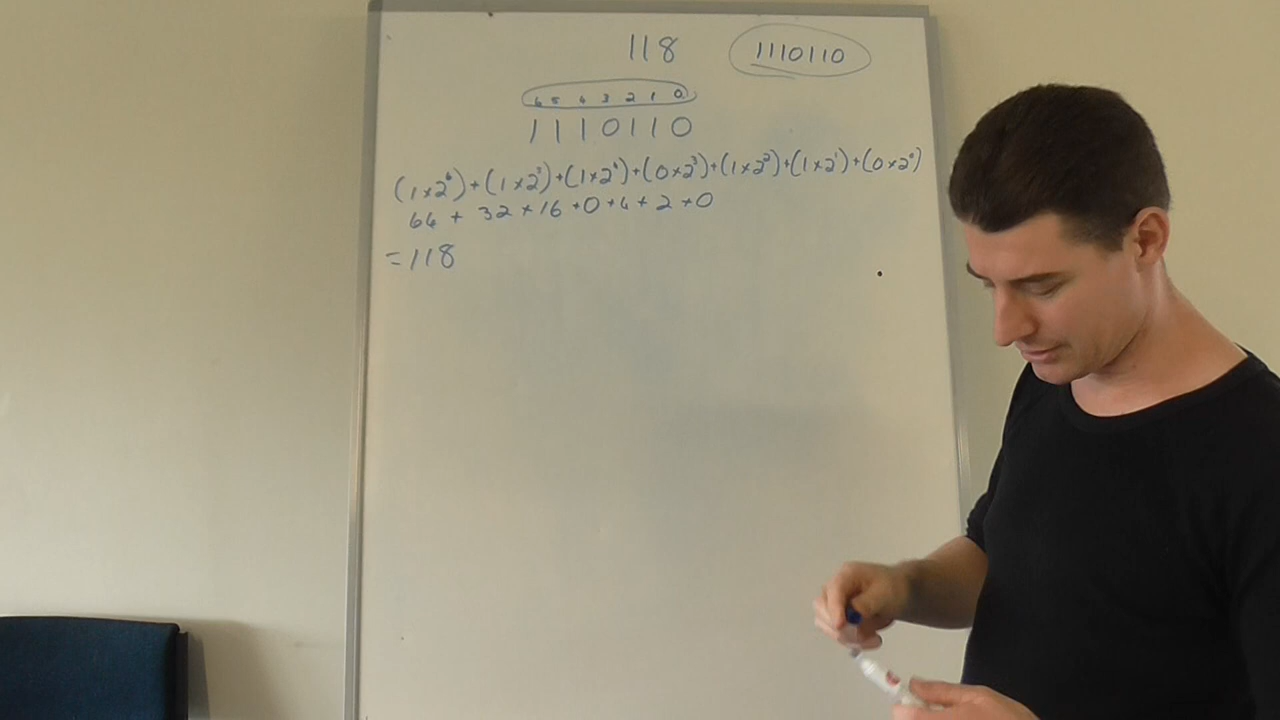 118 1110110
6 5 4 3 2 1 0
1110110
(1×2⁶)+(1×2⁵)+(1×2⁴)+(0×2³)+(1×2²)+(1×2¹)+(0×2⁰)
64 + 32 + 16 + 0 + 4 + 2 + 0
=118